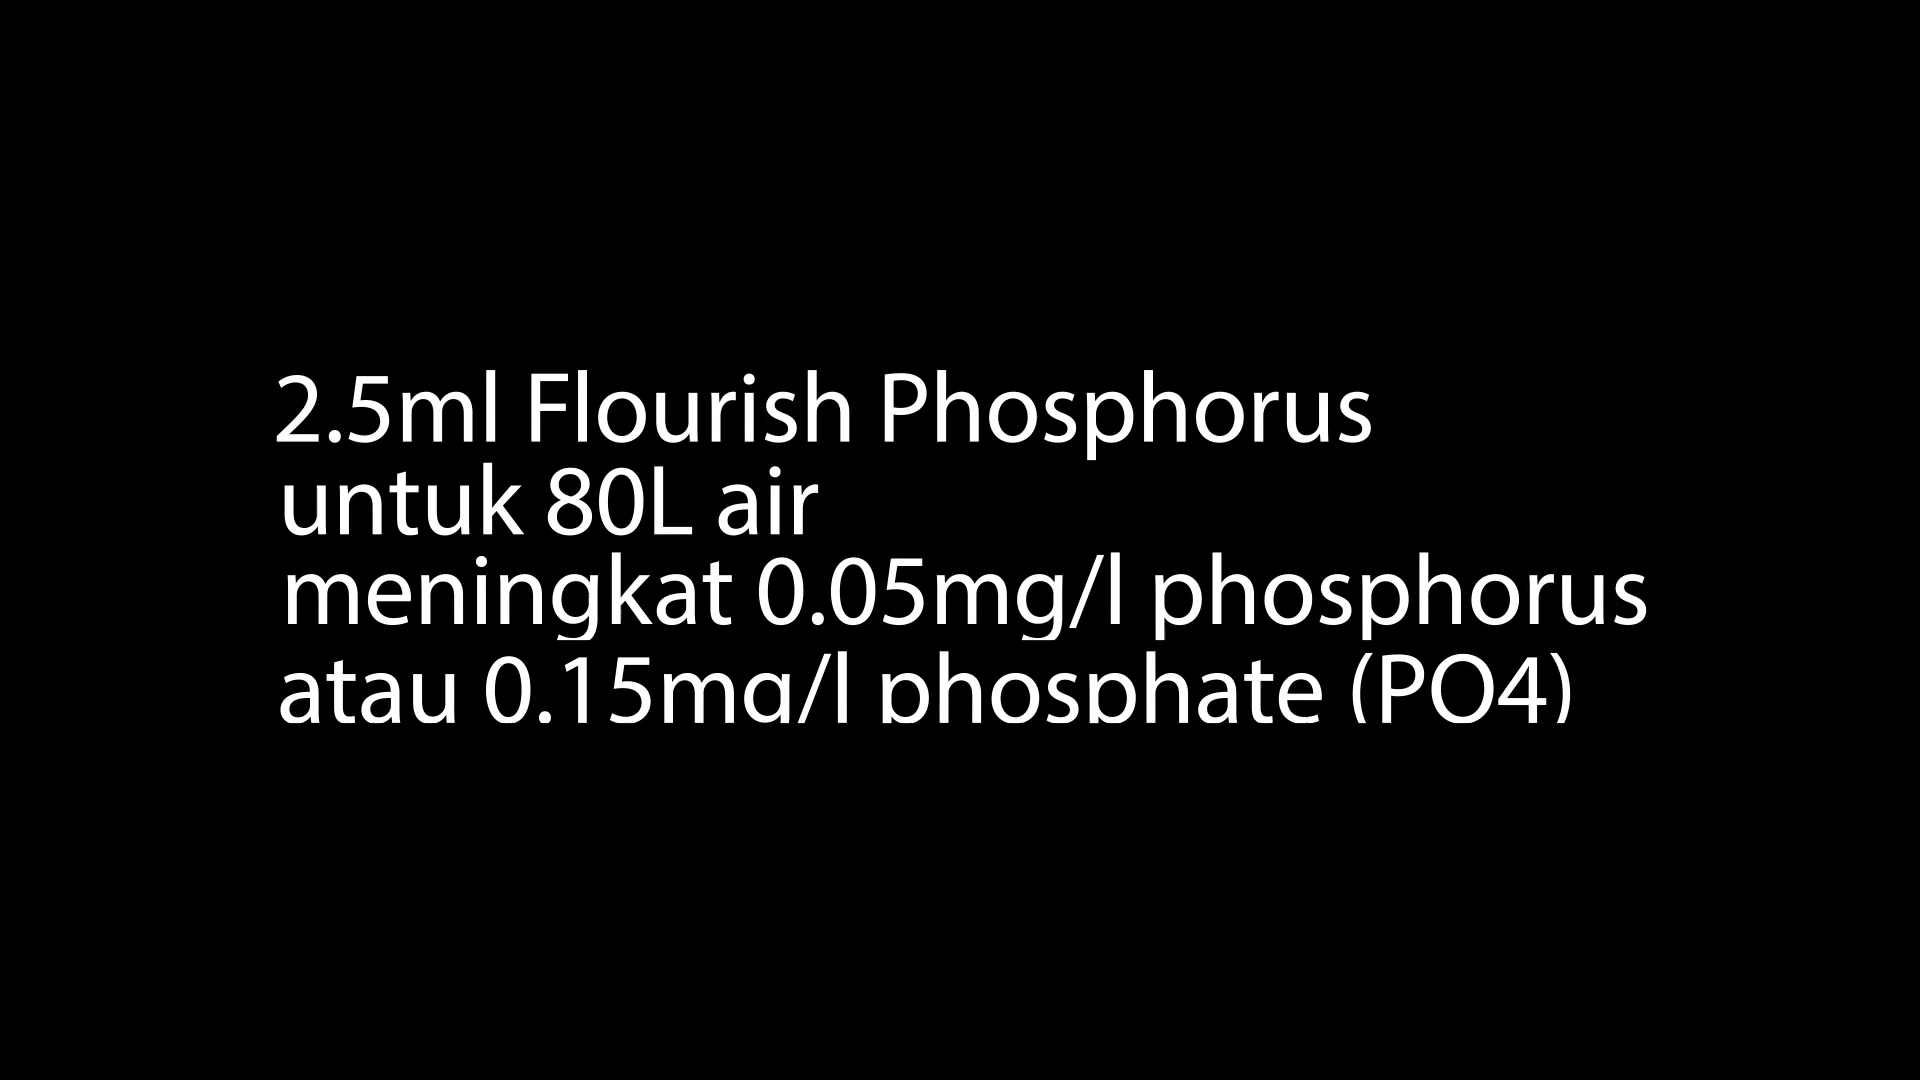 2.5ml Flourish Phosphorus
untuk 80L air
meningkat 0.05mg/l phosphorus
atau 0.15mg/l phosphate (PO4)